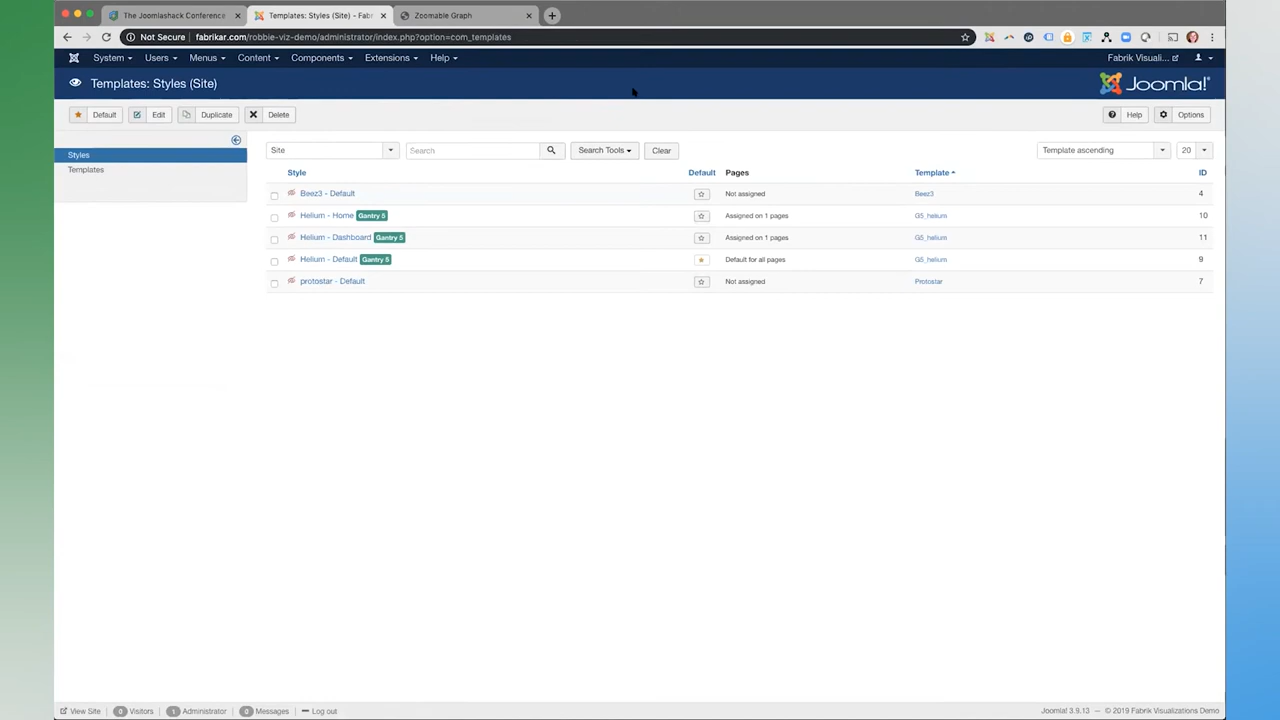 The Joomlashack Conference
Templates: Styles (Site) - Fab
Zoomable Graph
Not Secure fabrikar.com/robbie-viz-demo/administrator/index.php?option=com_templates
System Users Menus Content Components Extensions Help Fabrik Visuali...
Templates: Styles (Site)
Joomla!
Default Edit Duplicate Delete Help Options
Styles
Templates
Site Search Search Tools Clear Template ascending 20
Style Default Pages Template ID
Beez3 - Default Not assigned Beez3 4
Helium - Home Gantry 5 Assigned on 1 pages G5_helium 10
Helium - Dashboard Gantry 5 Assigned on 1 pages G5_helium 11
Helium - Default Gantry 5 Default for all pages G5_helium 9
protostar - Default Not assigned Protostar 7
View Site 0 Visitors 1 Administrator 0 Messages Log out Joomla! 3.9.13 — © 2019 Fabrik Visualizations Demo